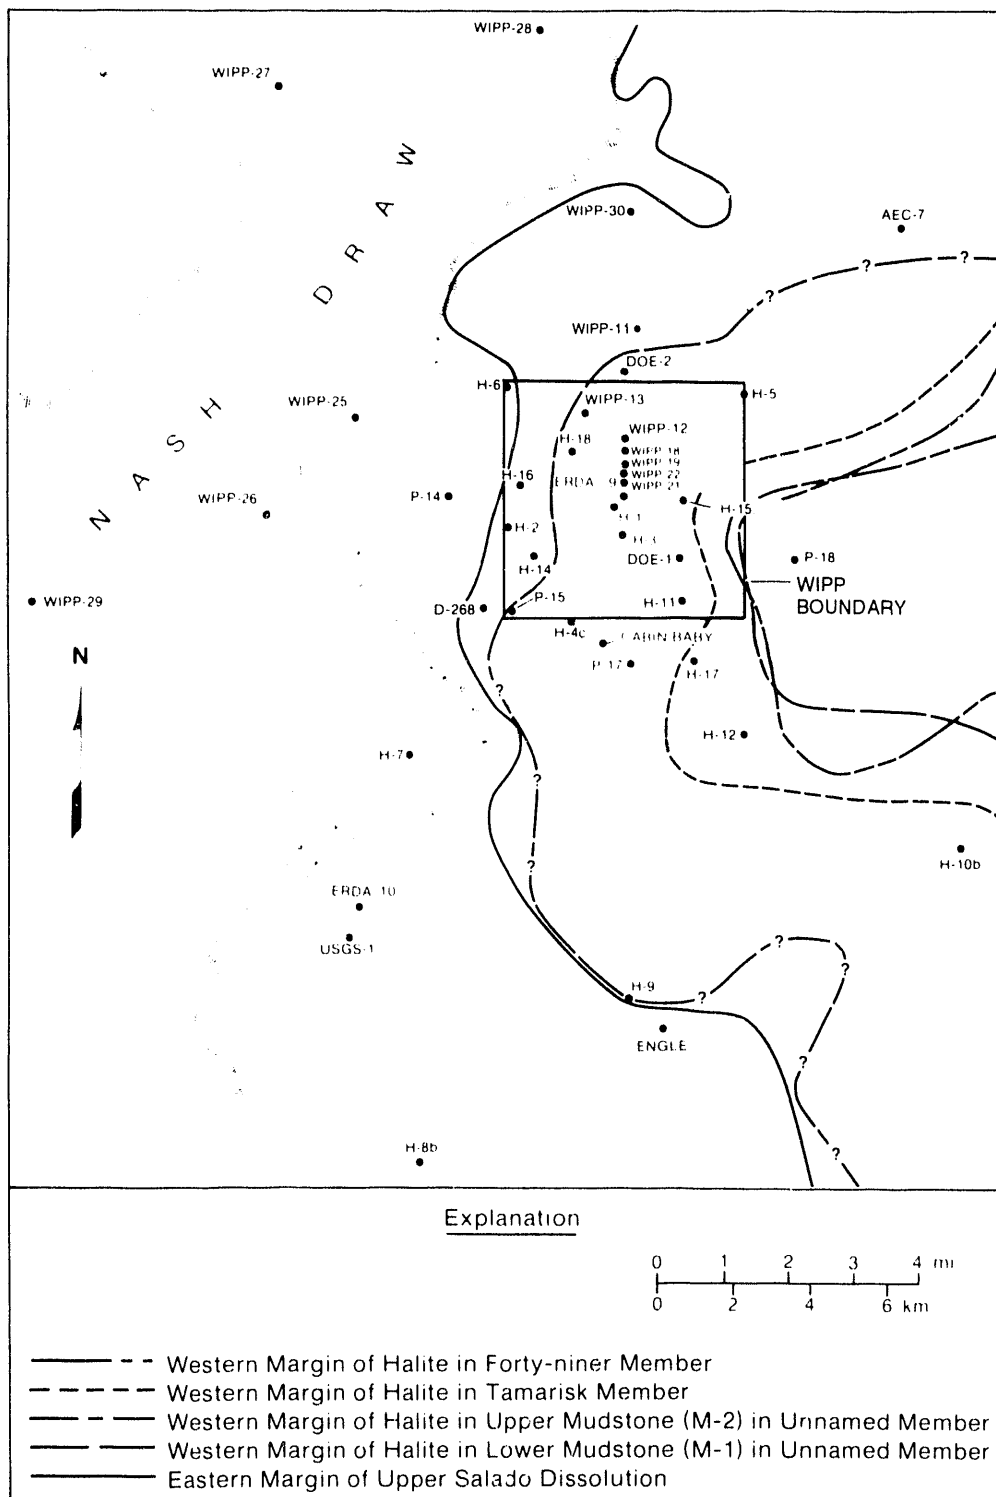 WIPP-28
WIPP-27
NASH DRAW
WIPP-30
AEC-7
?
?
?
WIPP-11
DOE-2
H-6
H-5
WIPP-25
WIPP-13
WIPP-12
H-18
WIPP-18
WIPP-19
H-16
ERDA 9
WIPP-22
WIPP-21
P-14
WIPP-26
H-15
H-1
H-2
H-3
H-14
DOE-1
P-18
WIPP
BOUNDARY
WIPP-29
D-268
P-15
H-11
H-4c
CABIN BABY
N
P-17
H-17
?
H-12
H-7
?
H-10b
?
ERDA 10
USGS-1
?
?
H-9
?
ENGLE
?
H-8b
?
Explanation
0 1 2 3 4 mi
0 2 4 6 km
Western Margin of Halite in Forty-niner Member
Western Margin of Halite in Tamarisk Member
Western Margin of Halite in Upper Mudstone (M-2) in Unnamed Member
Western Margin of Halite in Lower Mudstone (M-1) in Unnamed Member
Eastern Margin of Upper Salado Dissolution